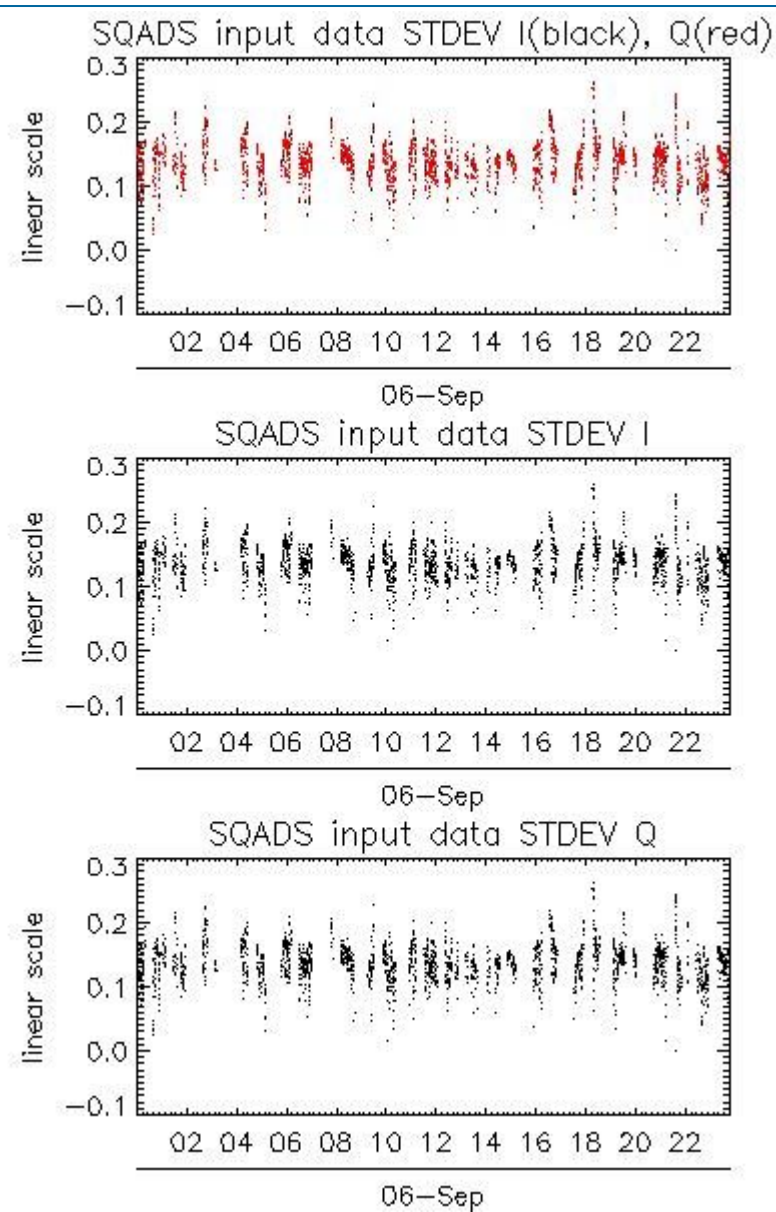 SQADS input data STDEV I(black), Q(red)
0.3
0.2
0.1
0.0
−0.1
linear scale
02 04 06 08 10 12 14 16 18 20 22
06−Sep
SQADS input data STDEV I
0.3
0.2
0.1
0.0
−0.1
linear scale
02 04 06 08 10 12 14 16 18 20 22
06−Sep
SQADS input data STDEV Q
0.3
0.2
0.1
0.0
−0.1
linear scale
02 04 06 08 10 12 14 16 18 20 22
06−Sep